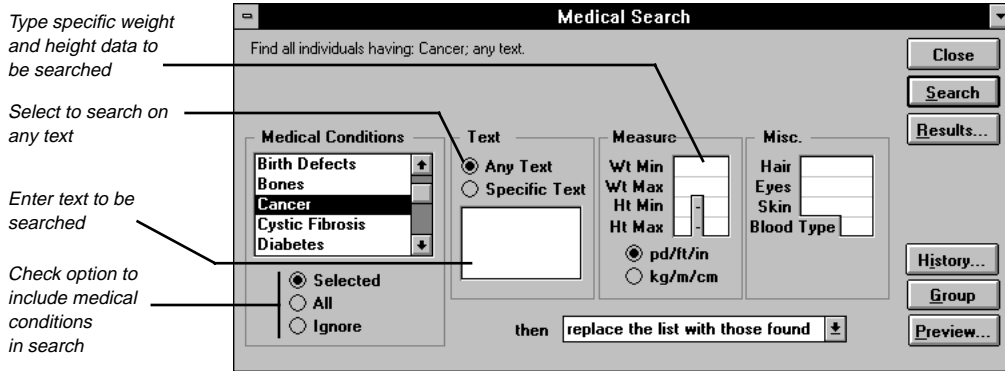 Type specific weight
and height data to
be searched
Select to search on
any text
Enter text to be
searched
Check option to
include medical
conditions
in search
Medical Search
Find all individuals having: Cancer; any text.
Medical Conditions
Birth Defects
Bones
Cancer
Cystic Fibrosis
Diabetes
Selected
All
Ignore
Text
Any Text
Specific Text
Measure
Wt Min
Wt Max
Ht Min
Ht Max
pd/ft/in
kg/m/cm
Misc.
Hair
Eyes
Skin
Blood Type
then replace the list with those found
Close
Search
Results...
History...
Group
Preview...